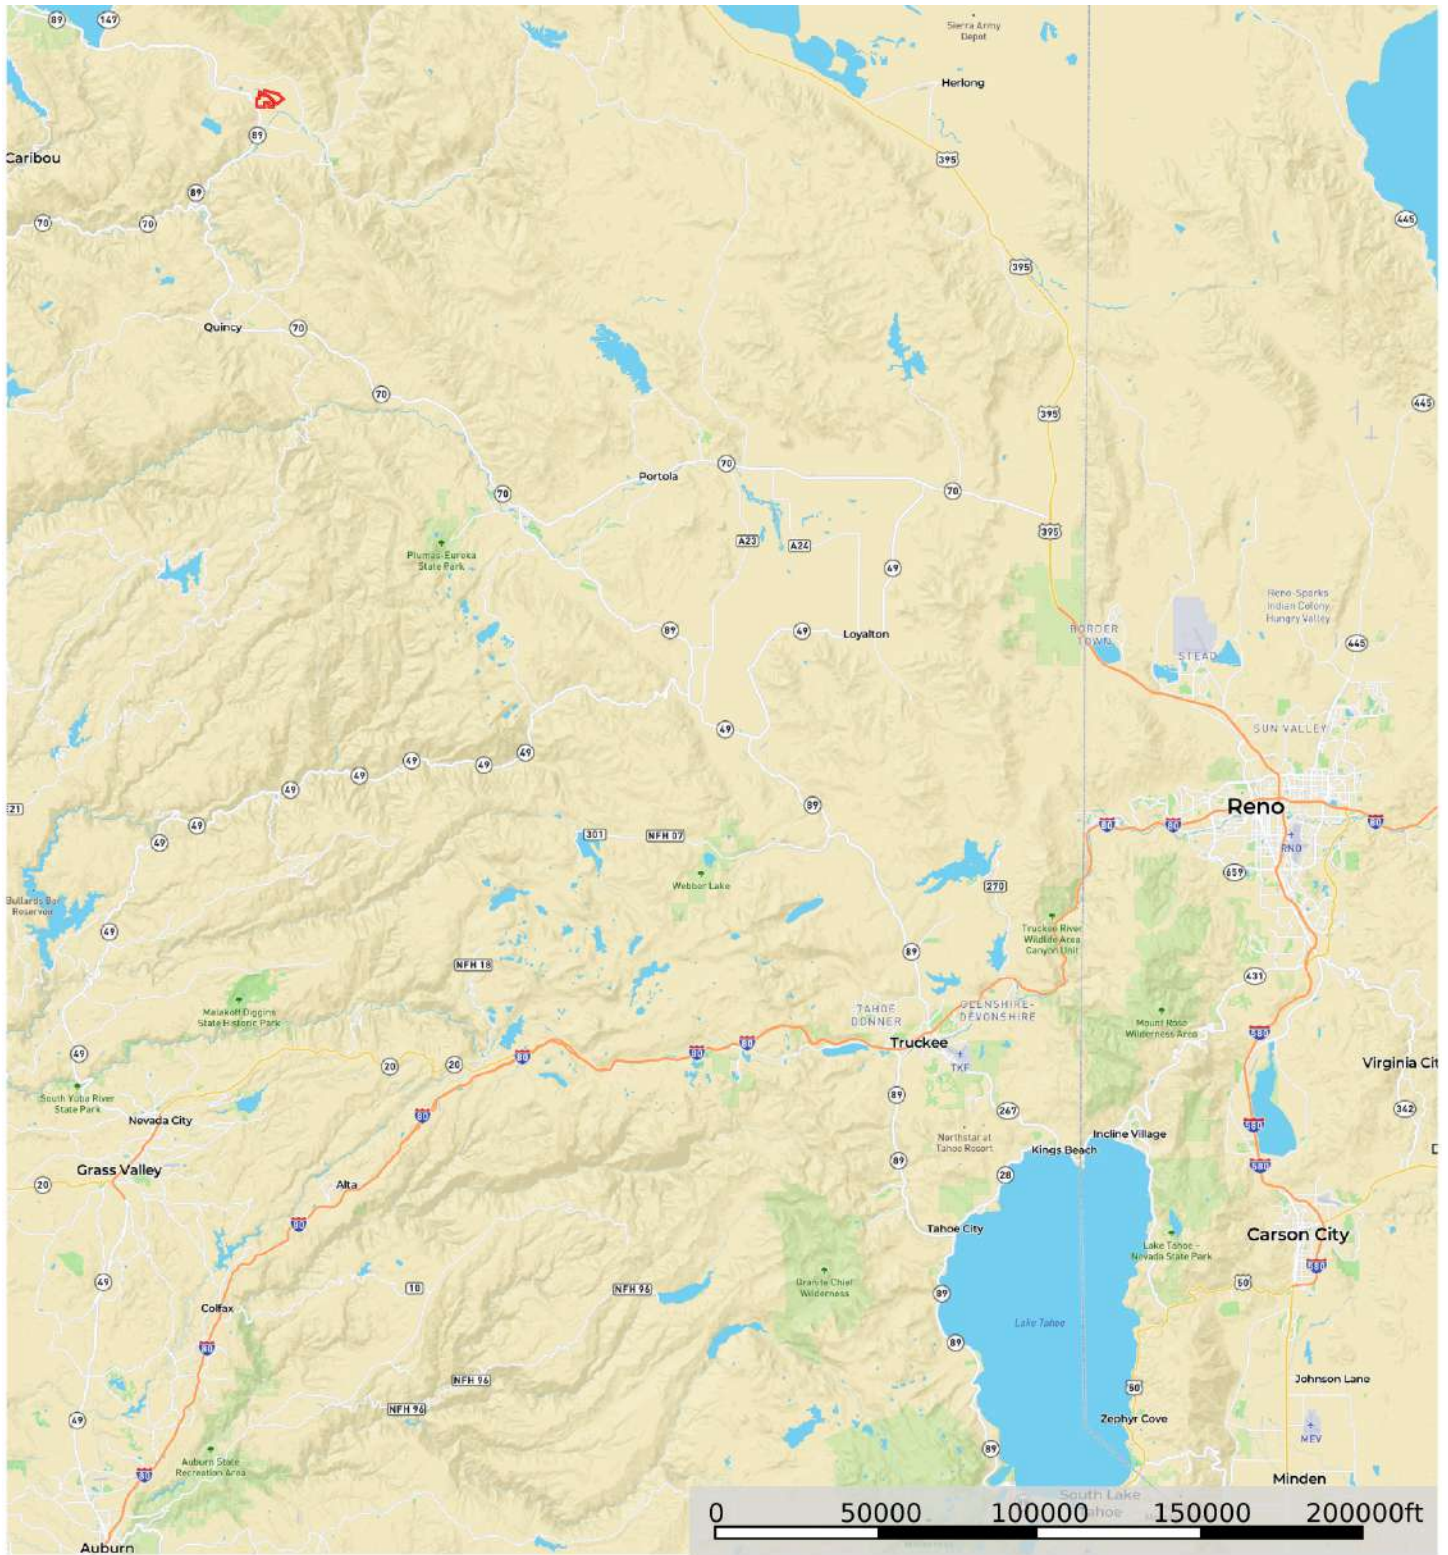 89
147
Sierra Army
Depot
Herlong
89
395
Caribou
89
70
70
445
395
Quincy
70
70
395
445
Portola
70
70
70
395
Plumas-Eureka
State Park
A23
A24
49
Reno-Sparks
Indian Colony
Hungry Valley
89
49
Loyalton
BORDER
TOWN
STEAD
445
49
SUN VALLEY
49
49
49
49
49
89
Reno
E21
49
49
301
NFH 07
80
80
80
RNO
659
Webber Lake
270
Bullards Bar
Reservoir
49
Truckee River
Wildlife Area
Canyon Unit
89
NFH 18
431
Malakoff Diggins
State Historic Park
TAHOE
DONNER
GLENSHIRE-
DEVONSHIRE
Mount Rose
Wilderness Area
580
49
20
20
80
80
80
Truckee
TKF
Virginia Cit
South Yuba River
State Park
Nevada City
80
89
267
342
580
Northstar at
Tahoe Resort
Incline Village
Kings Beach
Grass Valley
89
580
20
Alta
28
80
Tahoe City
Carson City
Lake Tahoe -
Nevada State Park
580
49
10
NFH 96
Granite Chief
Wilderness
89
50
Colfax
Lake Tahoe
80
89
NFH 96
50
Johnson Lane
NFH 96
49
Zephyr Cove
MEV
89
Auburn State
Recreation Area
80
Minden
South Lake
Tahoe
0 50000 100000 150000 200000ft
Auburn